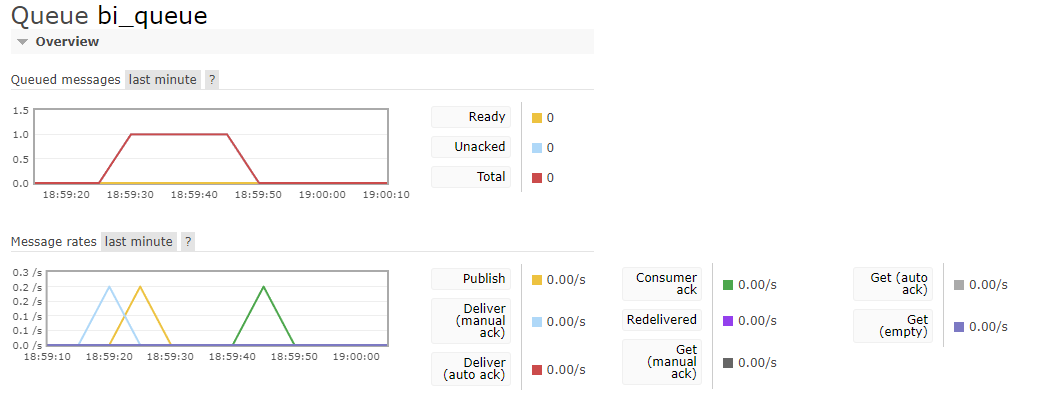 Queue bi_queue
Overview
Queued messages last minute ?
1.5
1.0
0.5
0.0
18:59:20 18:59:30 18:59:40 18:59:50 19:00:00 19:00:10
Ready 0
Unacked 0
Total 0
Message rates last minute ?
0.3 /s
0.2 /s
0.2 /s
0.1 /s
0.1 /s
0.0 /s
18:59:10 18:59:20 18:59:30 18:59:40 18:59:50 19:00:00
Publish 0.00/s
Deliver
(manual
ack)
0.00/s
Deliver
(auto ack)
0.00/s
Consumer
ack
0.00/s
Redelivered 0.00/s
Get
(manual
ack)
0.00/s
Get (auto
ack)
0.00/s
Get
(empty)
0.00/s